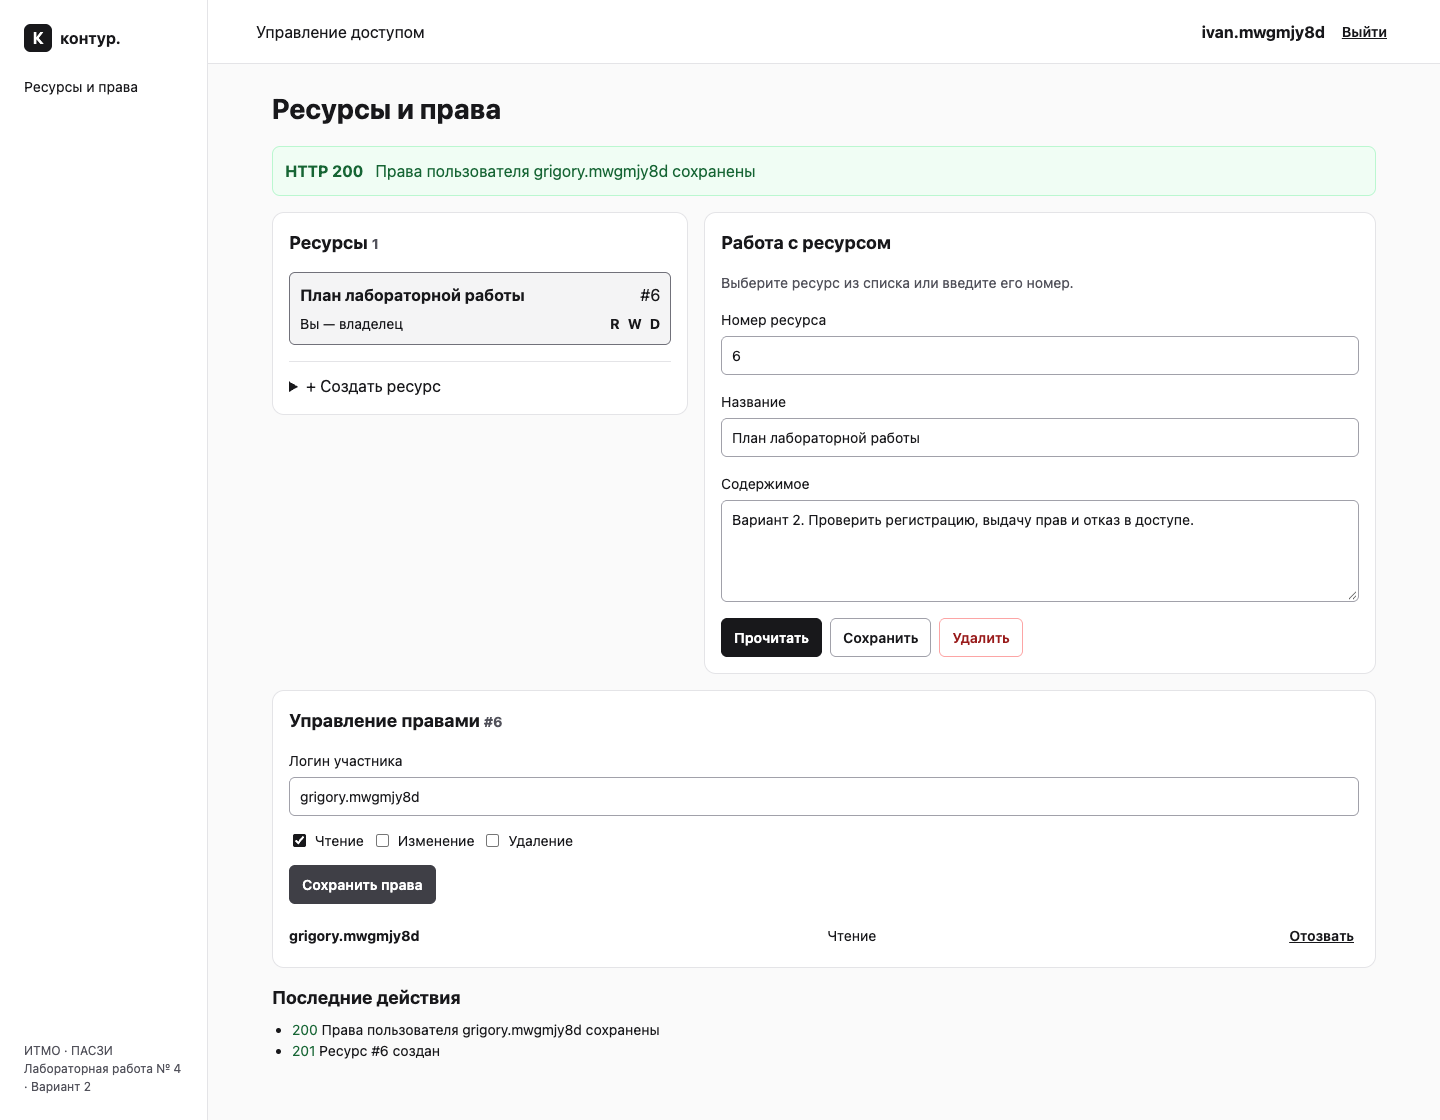 К контур.
Ресурсы и права
Управление доступом
ivan.mwgmjy8d Выйти
Ресурсы и права
HTTP 200 Права пользователя grigory.mwgmjy8d сохранены
Ресурсы 1
План лабораторной работы #6
Вы — владелец R W D
+ Создать ресурс
Работа с ресурсом
Выберите ресурс из списка или введите его номер.
Номер ресурса
6
Название
План лабораторной работы
Содержимое
Вариант 2. Проверить регистрацию, выдачу прав и отказ в доступе.
Прочитать Сохранить Удалить
Управление правами #6
Логин участника
grigory.mwgmjy8d
Чтение Изменение Удаление
Сохранить права
grigory.mwgmjy8d Чтение Отозвать
Последние действия
200 Права пользователя grigory.mwgmjy8d сохранены
201 Ресурс #6 создан
ИТМО · ПАСЗИ
Лабораторная работа № 4
· Вариант 2